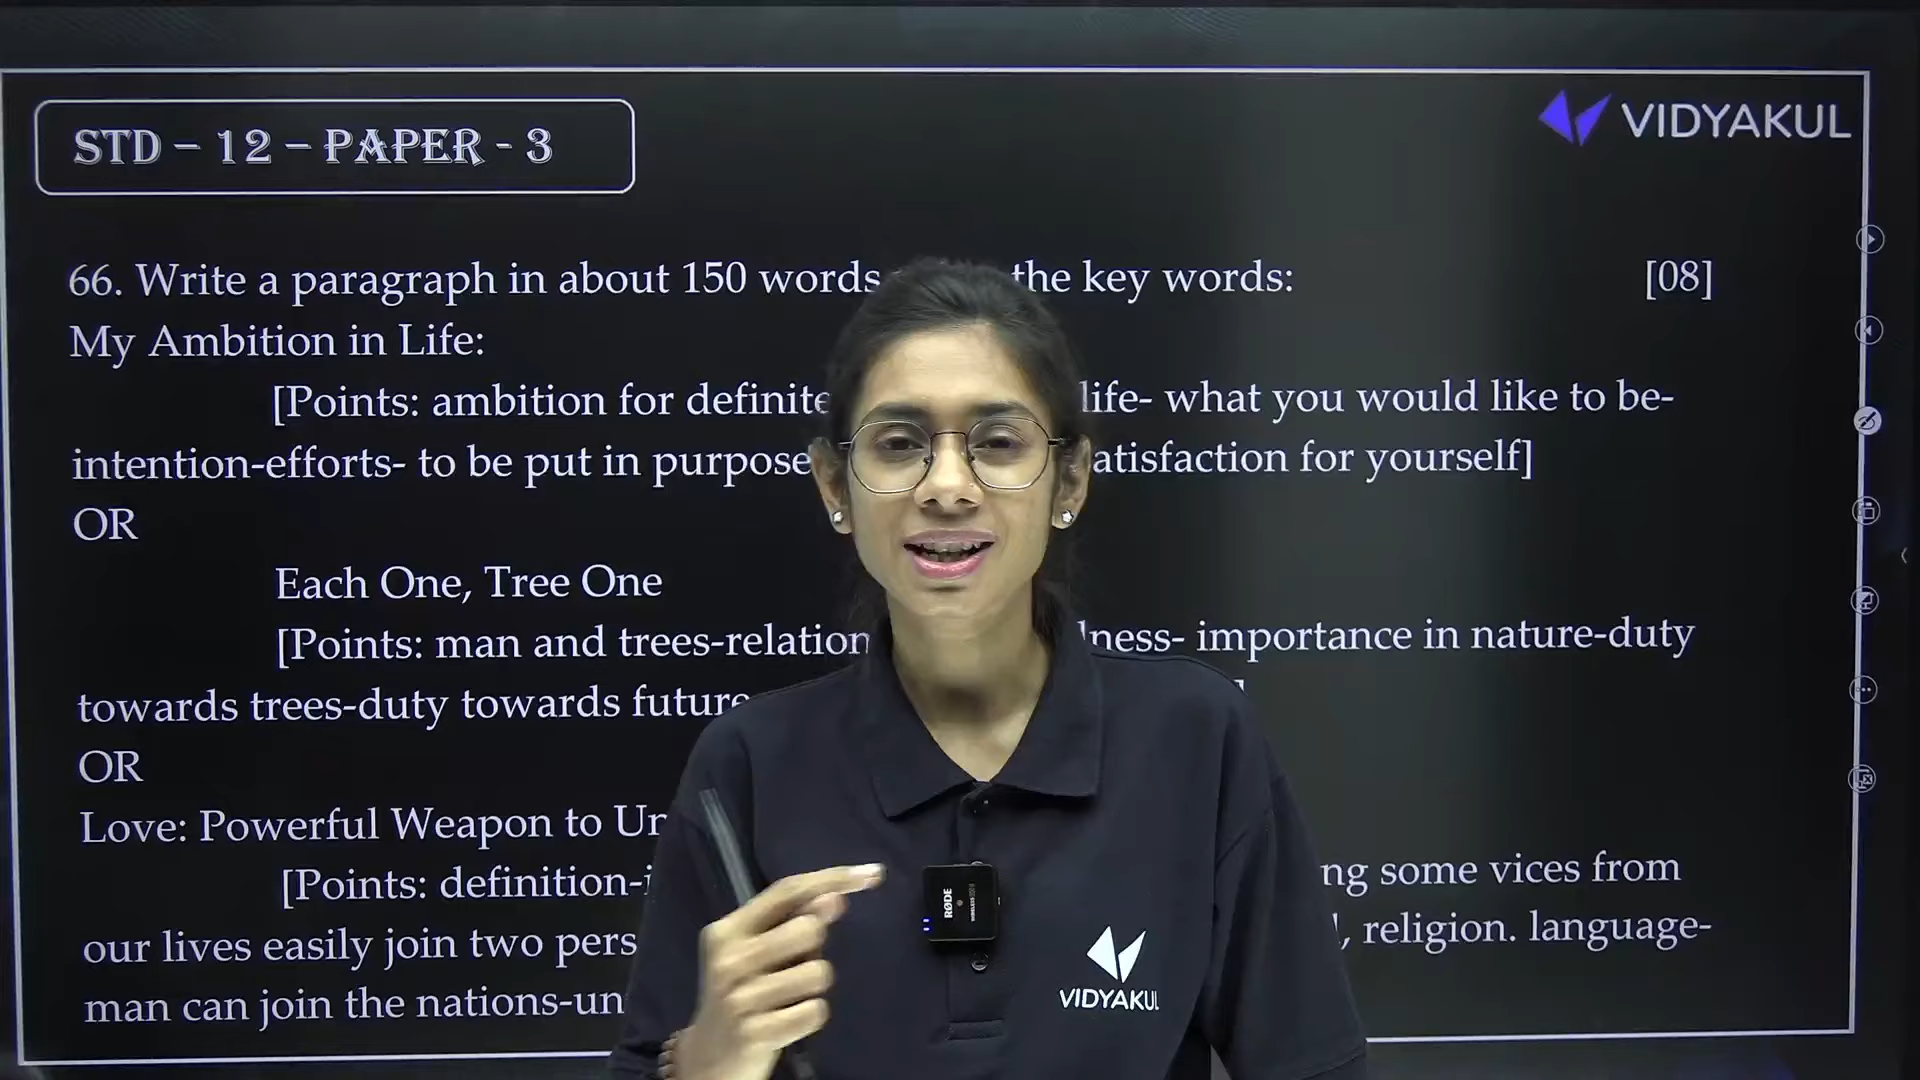 STD – 12 – PAPER - 3
VIDYAKUL
66. Write a paragraph in about 150 words the key words: [08]
My Ambition in Life:
[Points: ambition for definite life- what you would like to be-
intention-efforts- to be put in purpose atisfaction for yourself]
OR
Each One, Tree One
[Points: man and trees-relation lness- importance in nature-duty
towards trees-duty towards future
OR
Love: Powerful Weapon to Un
[Points: definition-i ng some vices from
our lives easily join two pers , religion. language-
man can join the nations-un
RØDE
VIDYAKUL